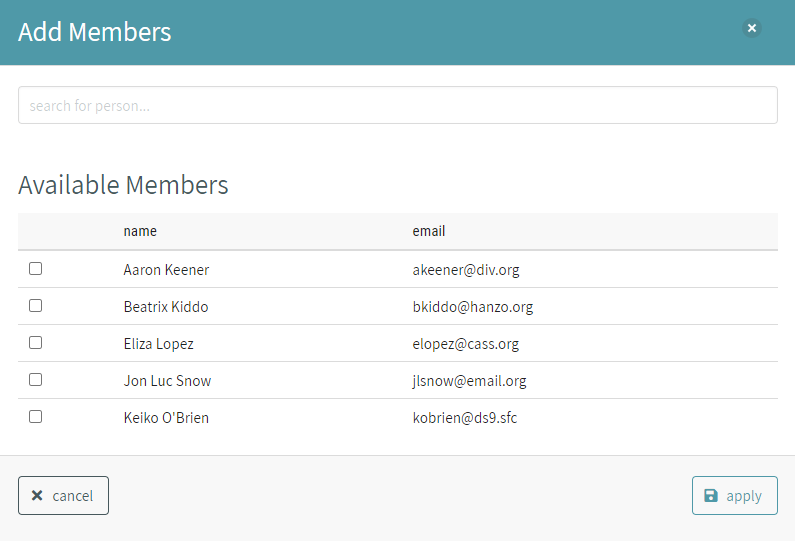 Add Members
search for person...
Available Members
name email
Aaron Keener akeener@div.org
Beatrix Kiddo bkiddo@hanzo.org
Eliza Lopez elopez@cass.org
Jon Luc Snow jlsnow@email.org
Keiko O'Brien kobrien@ds9.sfc
cancel apply